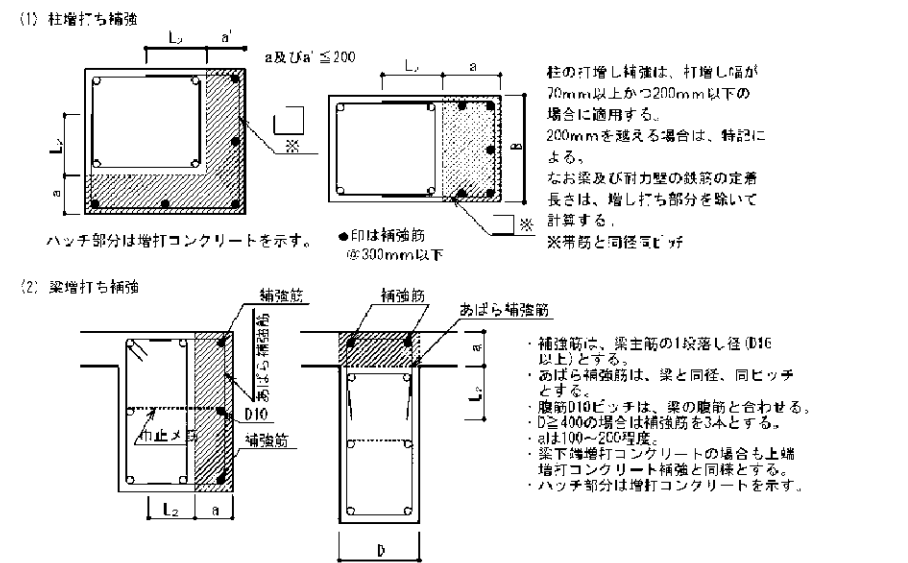 (1) 柱増打ち補強
L₂
a'
a及びa'≦200
L₂
a
※
L₂
a
B
※
柱の打増し補強は、打増し幅が
70mm以上かつ200mm以下の
場合に適用する。
200mmを越える場合は、特記に
よる。
なお梁及び耐力壁の鉄筋の定着
長さは、増し打ち部分を除いて
計算する。
※帯筋と同径同ピッチ
ハッチ部分は増打コンクリートを示す。
●印は補強筋
@300mm以下
(2) 梁増打ち補強
補強筋
あばら補強筋
D10
巾止メ筋
補強筋
L₂
a
補強筋
あばら補強筋
a
L₂
D
・補強筋は、梁主筋の1段落し径(D16
以上)とする。
・あばら補強筋は、梁と同径、同ピッチ
とする。
・腹筋D10ピッチは、梁の腹筋と合わせる。
・D≧400の場合は補強筋を3本とする。
・aは100~200程度。
・梁下端増打コンクリートの場合も上端
増打コンクリート補強と同様とする。
・ハッチ部分は増打コンクリートを示す。